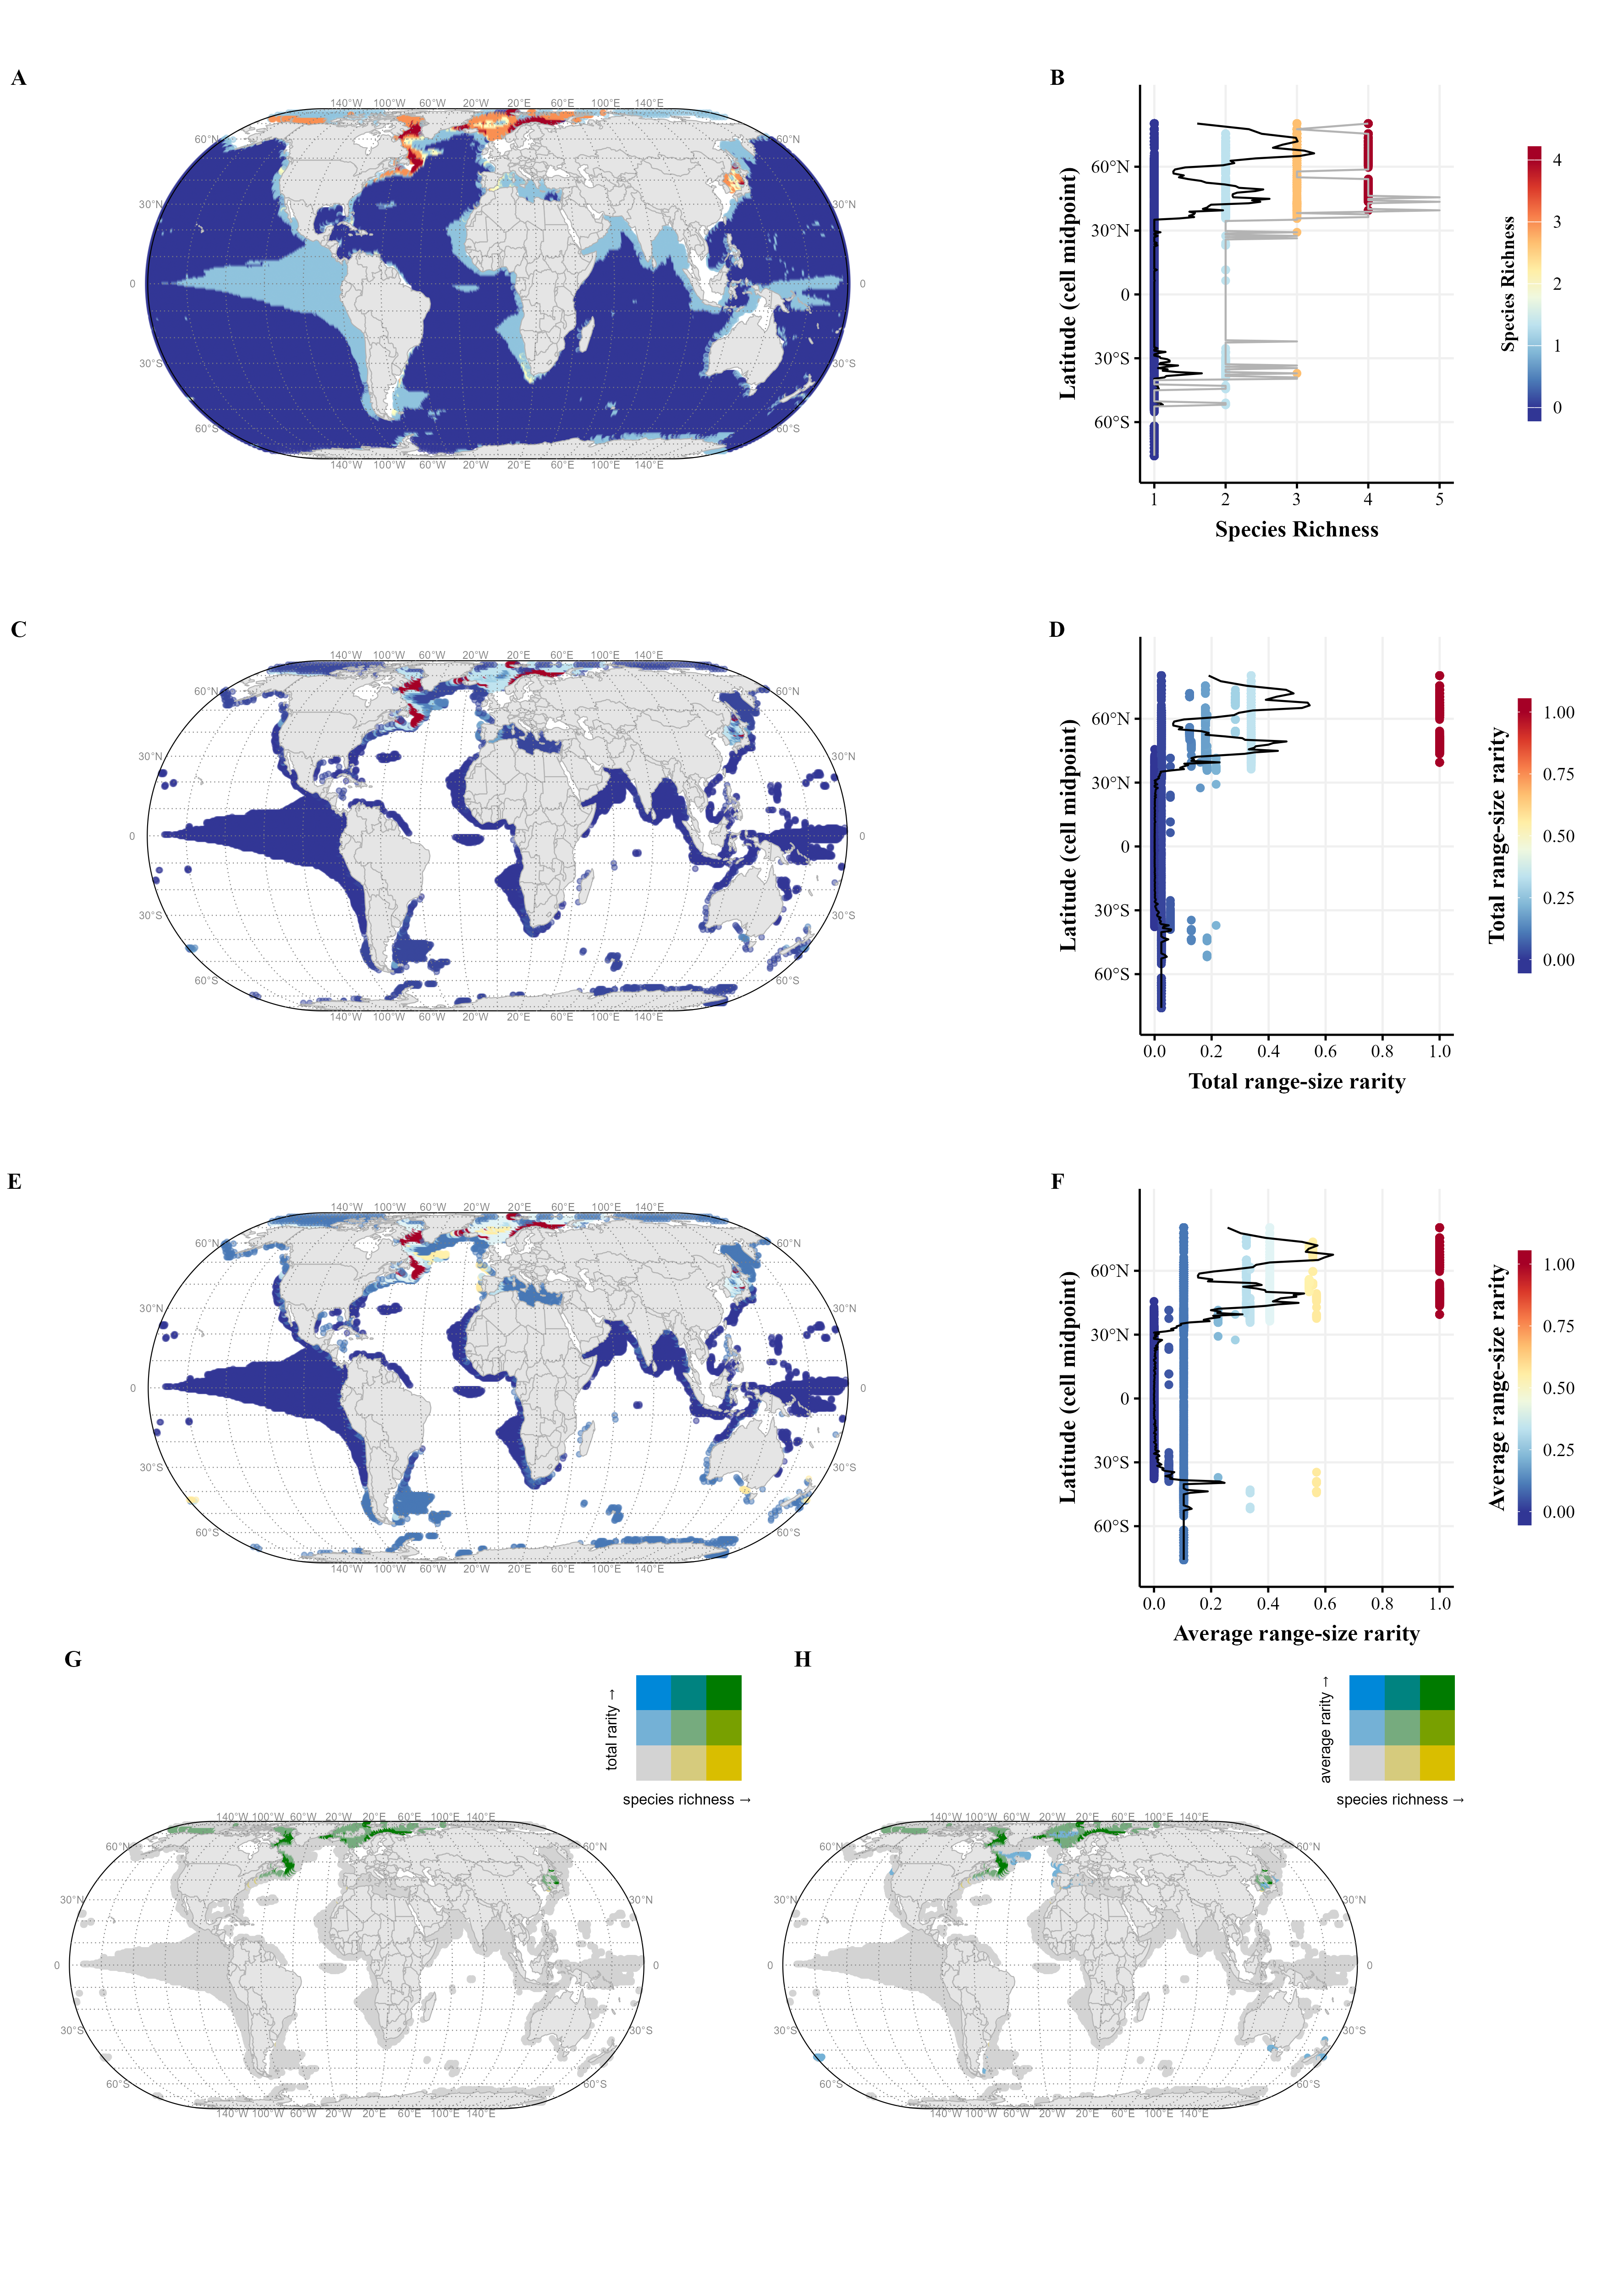 A
B
140°W 100°W 60°W 20°W 20°E 60°E 100°E 140°E
60°N
30°N 30°N
0 0
30°S 30°S
60°S 60°S
140°W 100°W 60°W 20°W 20°E 60°E 100°E 140°E
Latitude (cell midpoint)
60°N
30°N
0
30°S
60°S
1 2 3 4 5
Species Richness
Species Richness
4
3
2
1
0
C
D
140°W 100°W 60°W 20°W 20°E 60°E 100°E 140°E
60°N 60°N
30°N 30°N
0 0
30°S 30°S
60°S 60°S
140°W 100°W 60°W 20°W 20°E 60°E 100°E 140°E
Latitude (cell midpoint)
60°N
30°N
0
30°S
60°S
0.0 0.2 0.4 0.6 0.8 1.0
Total range-size rarity
Total range-size rarity
1.00
0.75
0.50
0.25
0.00
E
F
140°W 100°W 60°W 20°W 20°E 60°E 100°E 140°E
60°N 60°N
30°N 30°N
0 0
30°S 30°S
60°S 60°S
140°W 100°W 60°W 20°W 20°E 60°E 100°E 140°E
Latitude (cell midpoint)
60°N
30°N
0
30°S
60°S
0.0 0.2 0.4 0.6 0.8 1.0
Average range-size rarity
Average range-size rarity
1.00
0.75
0.50
0.25
0.00
G
total rarity →
species richness →
140°W 100°W 60°W 20°W 20°E 60°E 100°E 140°E
60°N 60°N
30°N 30°N
0 0
30°S 30°S
60°S 60°S
140°W 100°W 60°W 20°W 20°E 60°E 100°E 140°E
H
average rarity →
species richness →
140°W 100°W 60°W 20°W 20°E 60°E 100°E 140°E
60°N 60°N
30°N 30°N
0 0
30°S 30°S
60°S 60°S
140°W 100°W 60°W 20°W 20°E 60°E 100°E 140°E